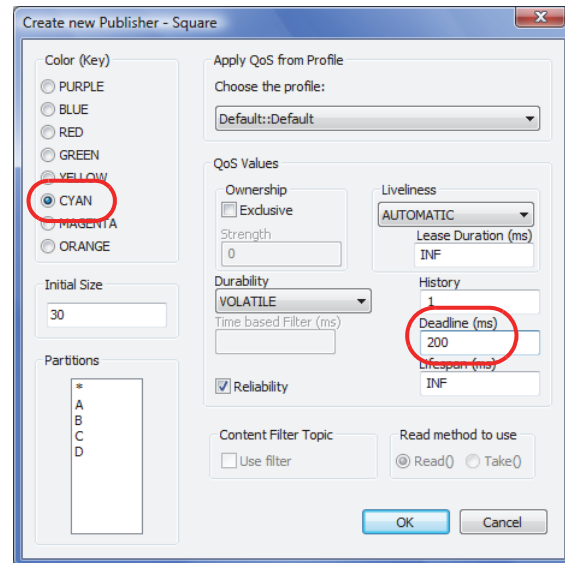 Create new Publisher - Square
Color (Key)
PURPLE
BLUE
RED
GREEN
YELLOW
CYAN
MAGENTA
ORANGE
Initial Size
30
Partitions
*
A
B
C
D
Apply QoS from Profile
Choose the profile:
Default::Default
QoS Values
Ownership
Exclusive
Strength
0
Liveliness
AUTOMATIC
Lease Duration (ms)
INF
Durability
VOLATILE
Time based Filter (ms)
Reliability
History
1
Deadline (ms)
200
Lifespan (ms)
INF
Content Filter Topic
Use filter
Read method to use
Read() Take()
OK Cancel